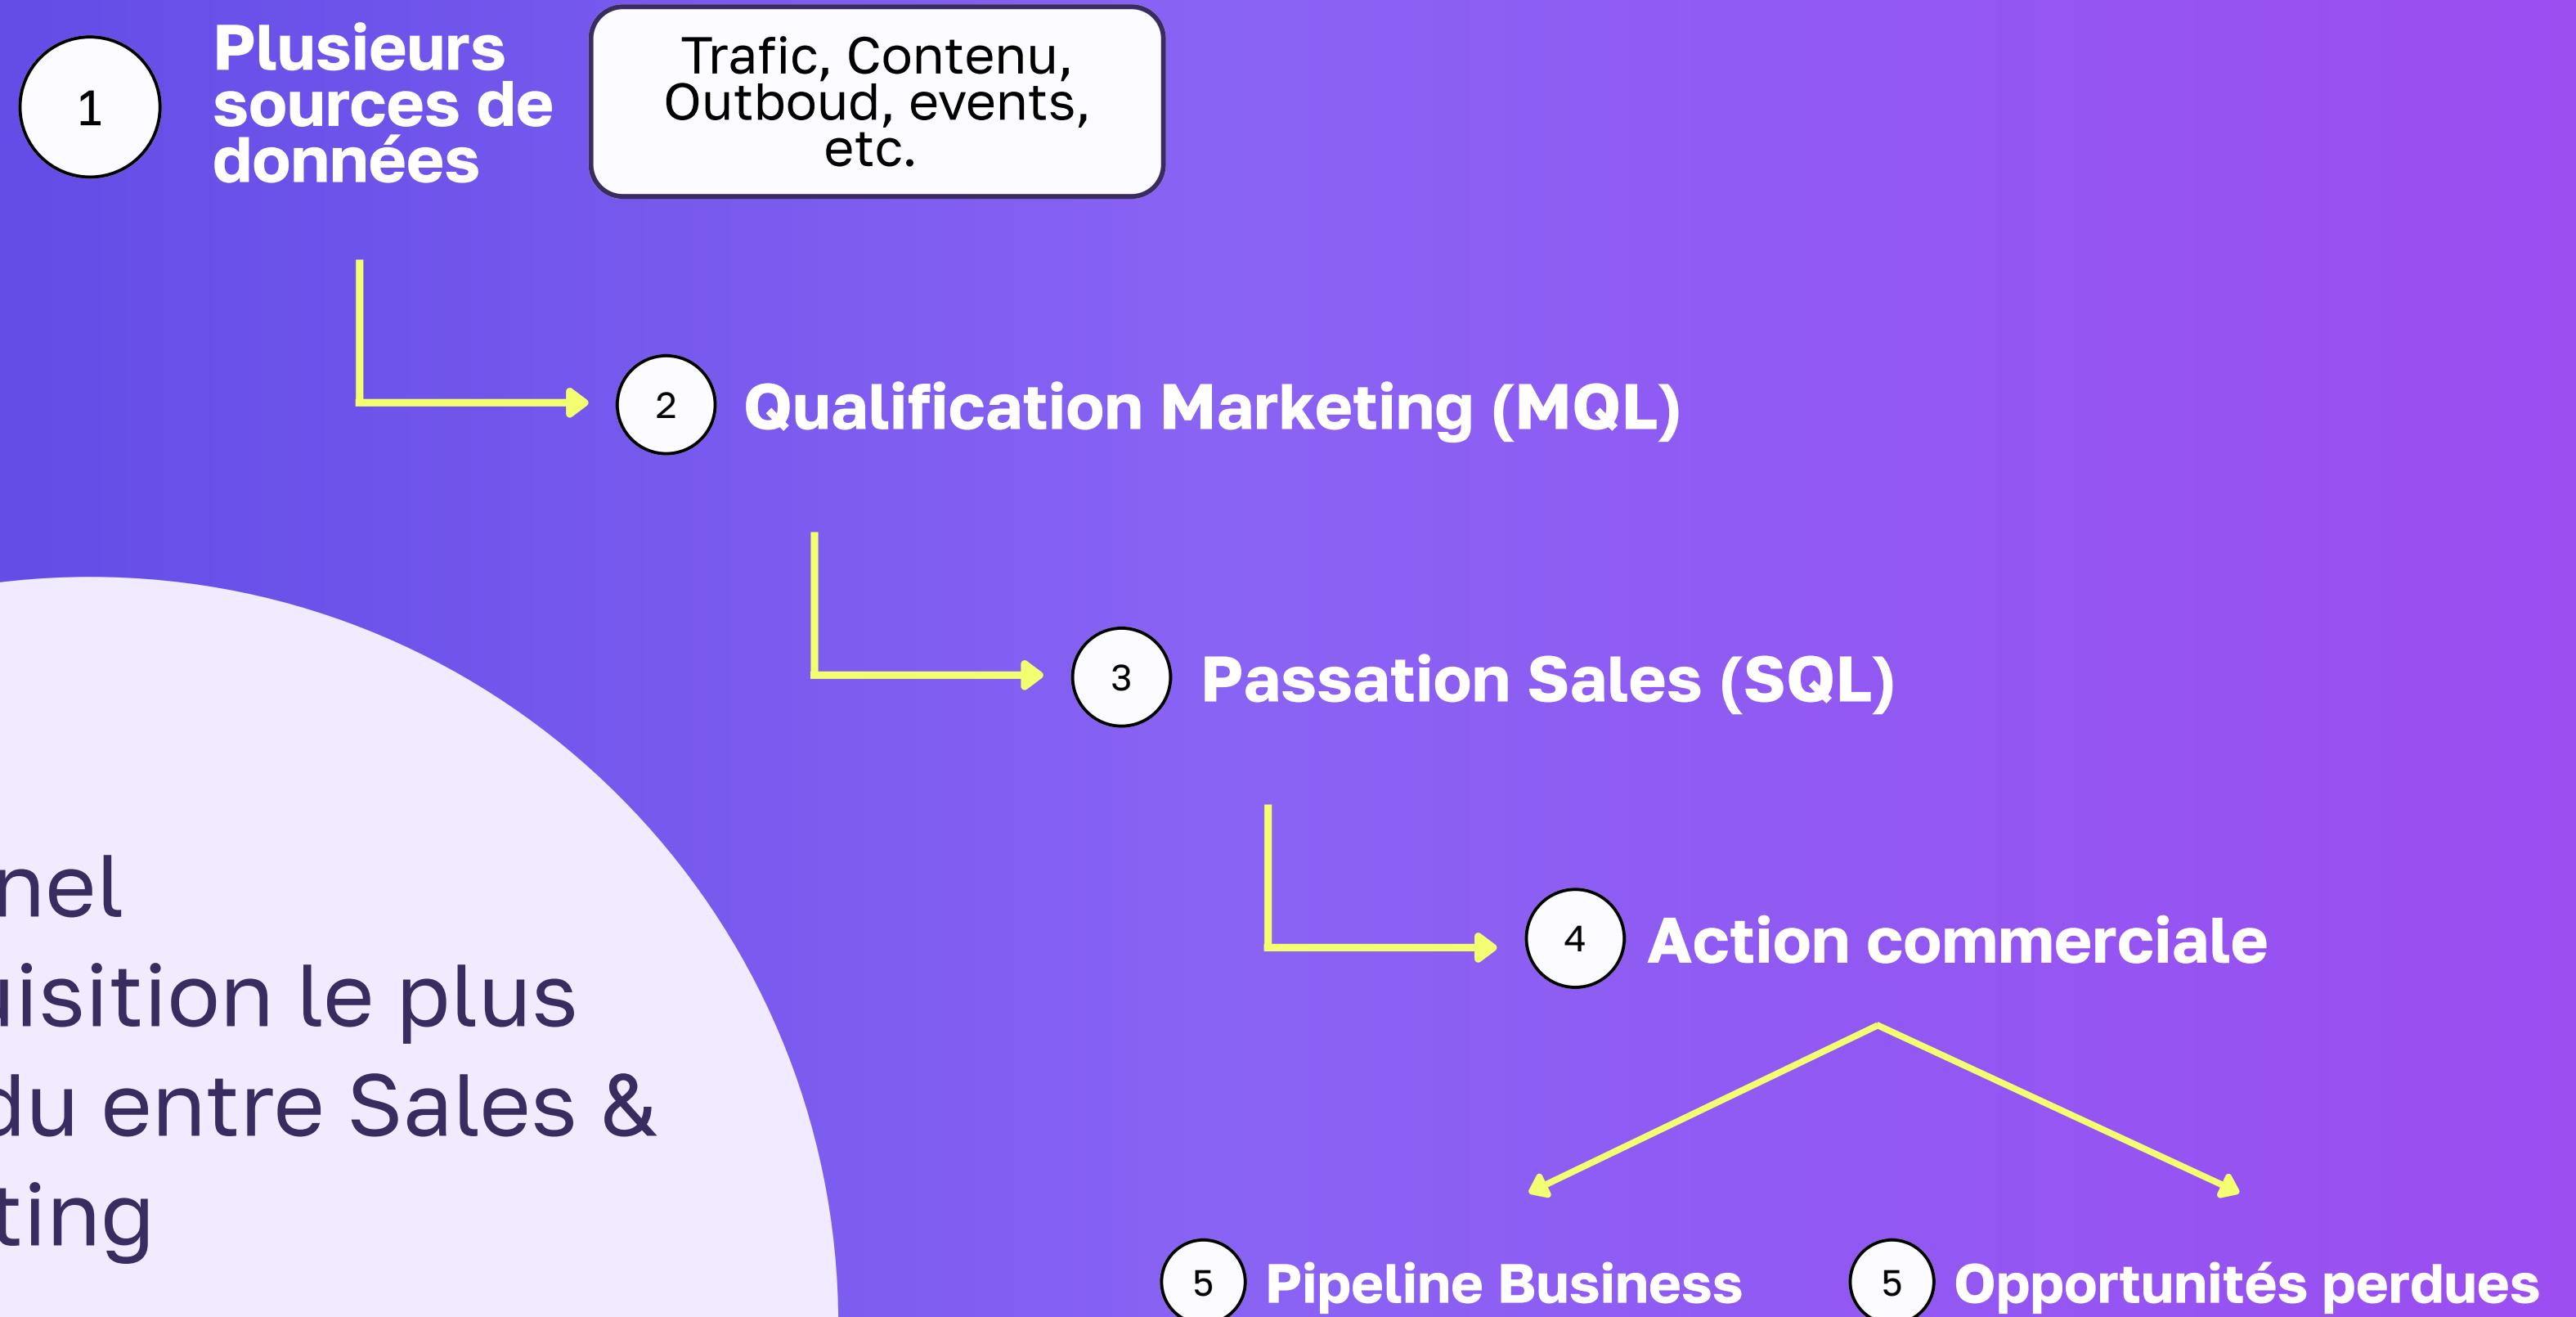 1
Plusieurs
sources de
données
Trafic, Contenu,
Outboud, events,
etc.
2
Qualification Marketing (MQL)
3
Passation Sales (SQL)
4
Action commerciale
5
Pipeline Business
5
Opportunités perdues
nel
uisition le plus
du entre Sales &
ting